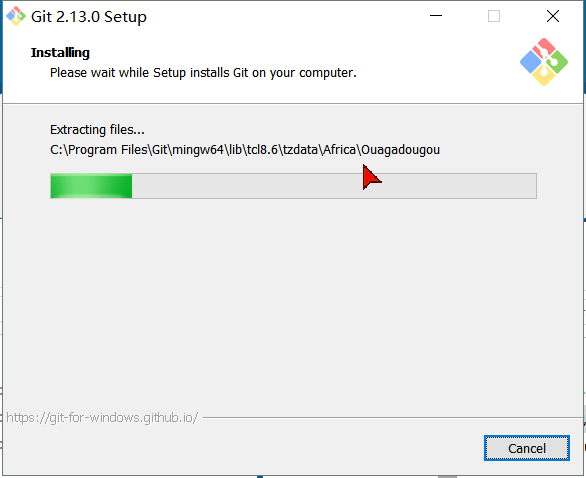 Git 2.13.0 Setup
Installing
Please wait while Setup installs Git on your computer.
Extracting files...
C:\Program Files\Git\mingw64\lib\tcl8.6\tzdata\Africa\Ouagadougou
https://git-for-windows.github.io/
Cancel